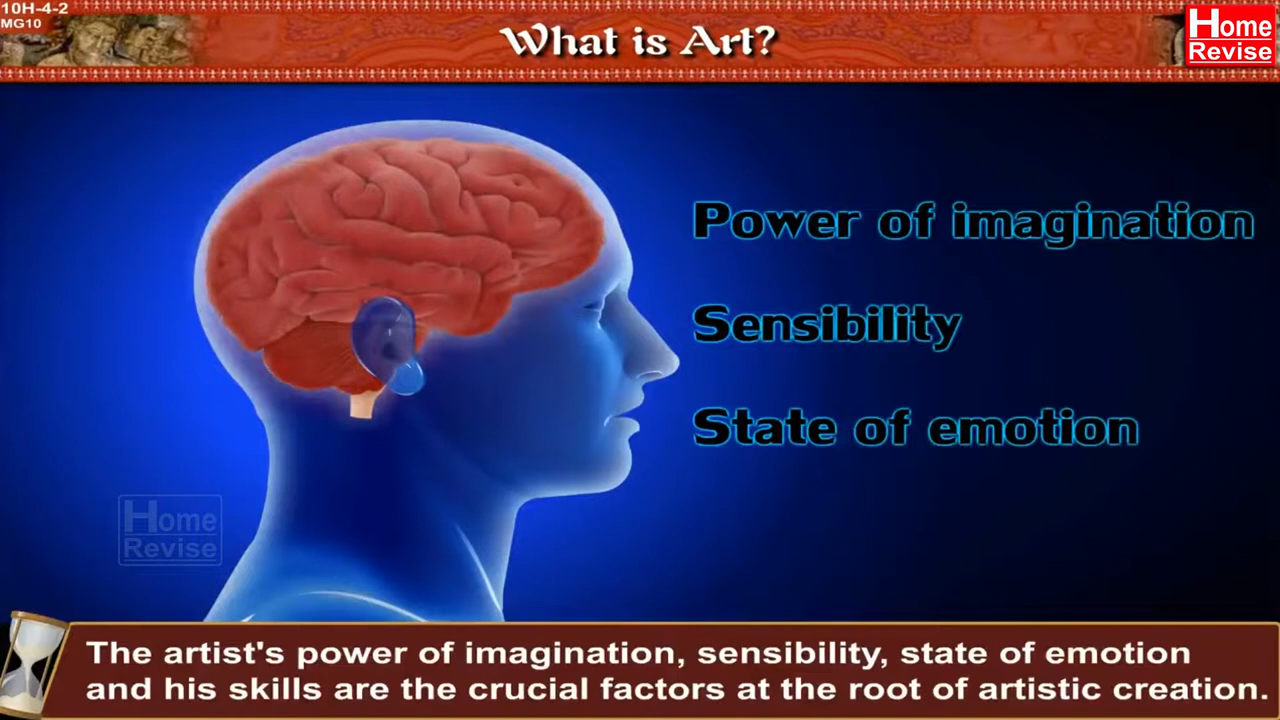 10H-4-2
MG10
What is Art?
Home
Revise
Power of imagination
Sensibility
State of emotion
Home
Revise
The artist's power of imagination, sensibility, state of emotion
and his skills are the crucial factors at the root of artistic creation.